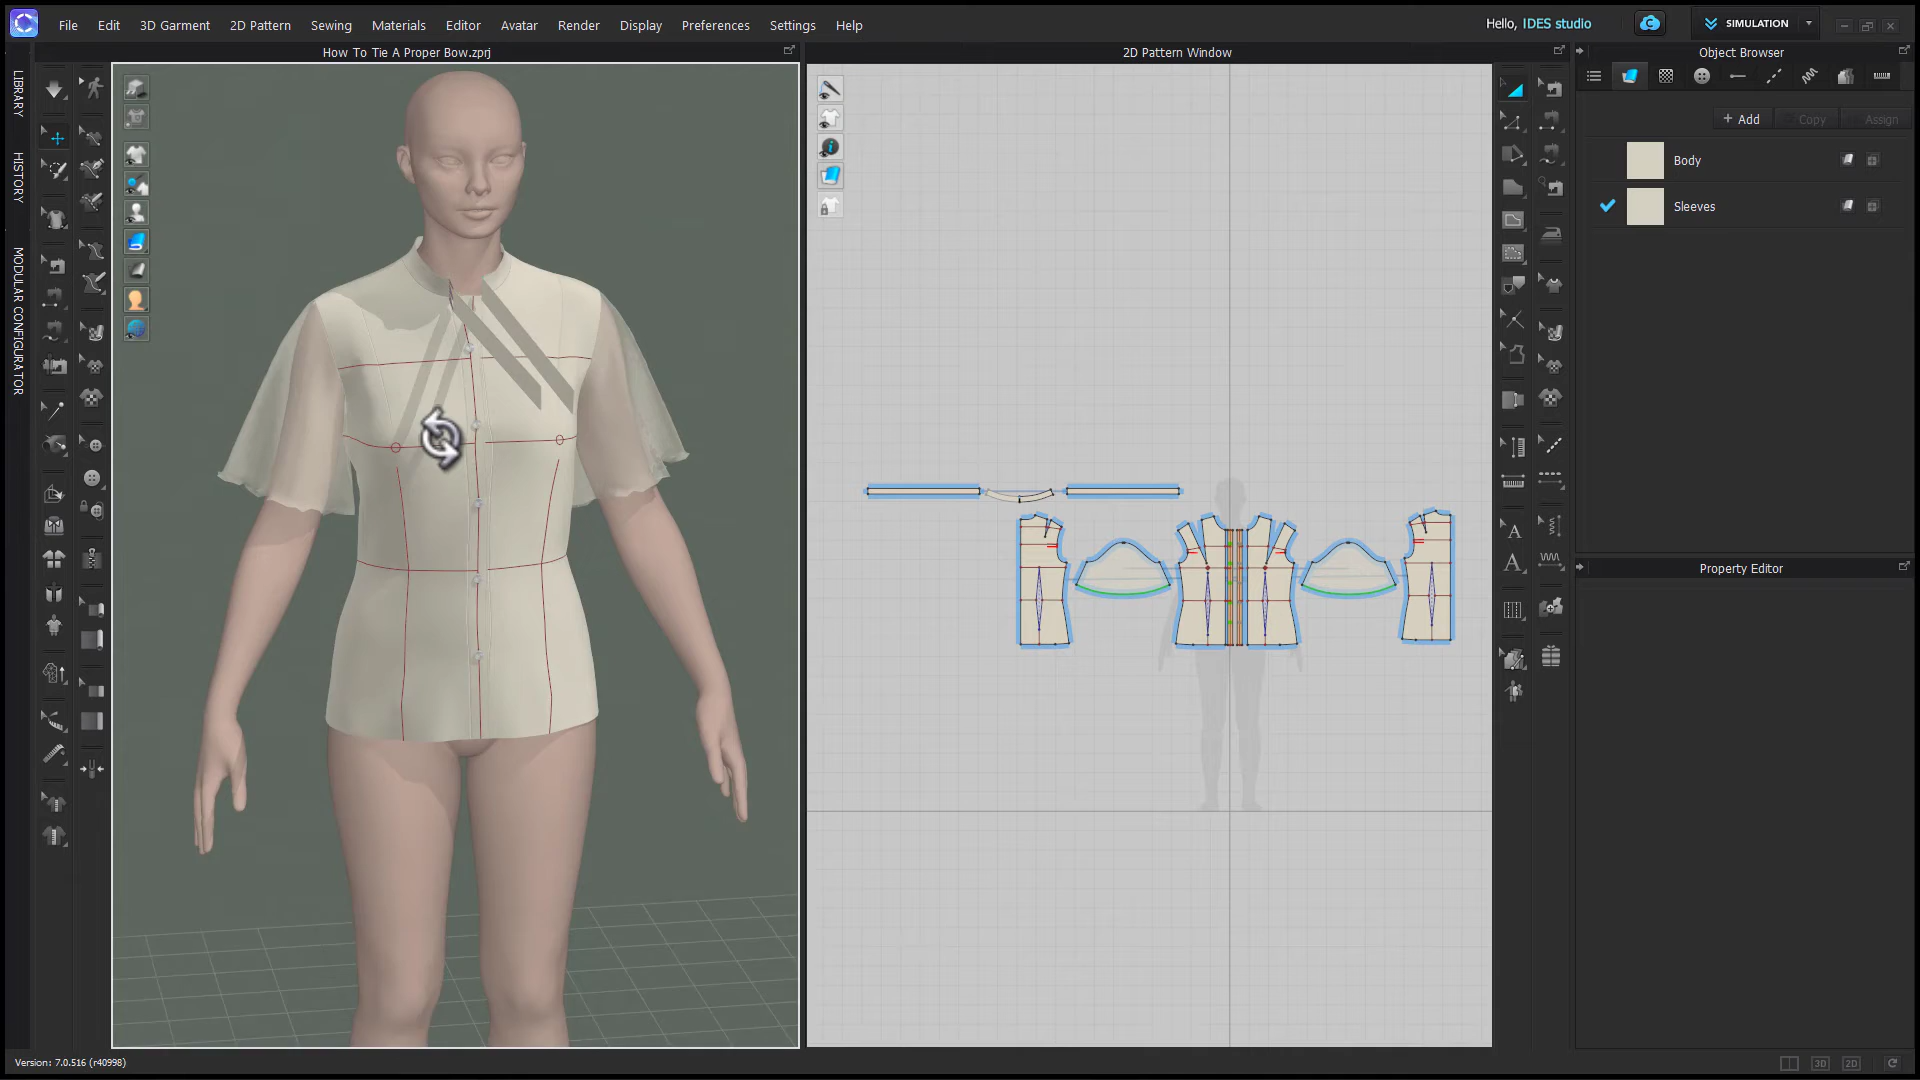 File Edit 3D Garment 2D Pattern Sewing Materials Editor Avatar Render Display Preferences Settings Help
Hello, IDES studio
SIMULATION
How To Tie A Proper Bow.zprj
2D Pattern Window
Object Browser
LIBRARY
HISTORY
MODULAR CONFIGURATOR
+ Add Copy Assign
Body
Sleeves
Property Editor
Version: 7.0.516 (r40998)
3D 2D